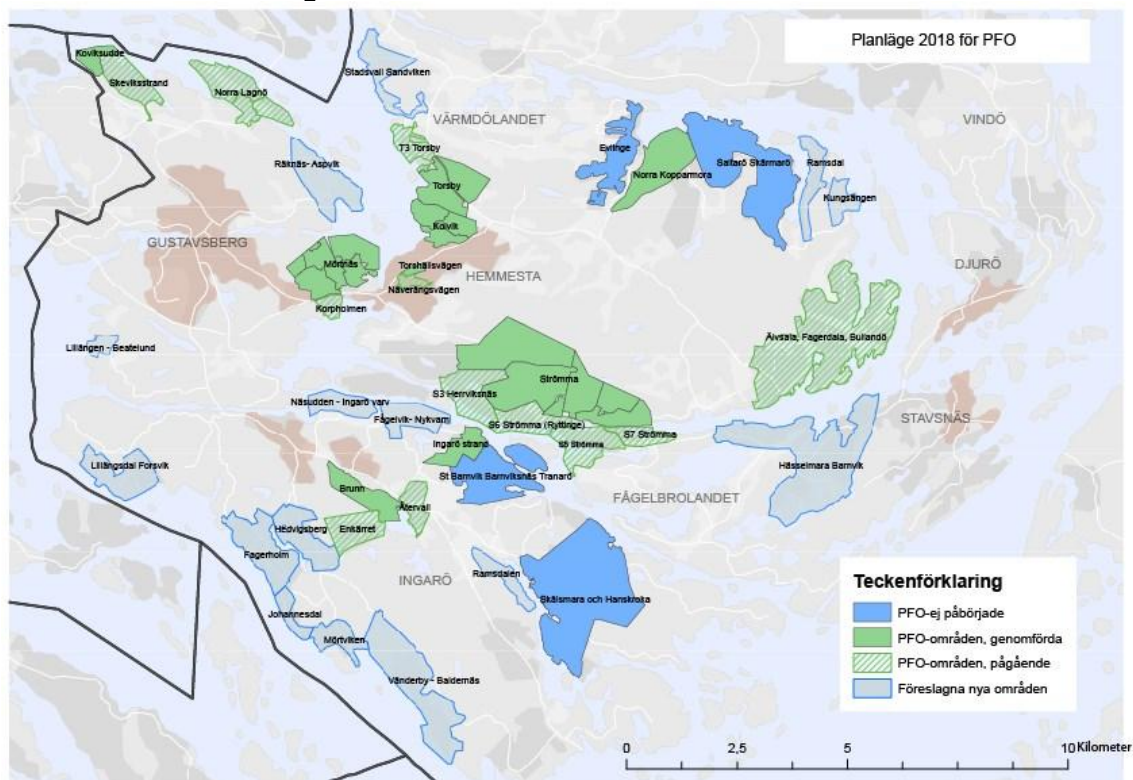 Planläge 2018 för PFO
Koviksudde
Skeviksstrand
Norra Lagnö
Stadsvall Sandviken
VÄRMDÖLANDET
VINDÖ
T3 Torsby
Evlinge
Saltarö Skärmarö
Ramsdal
Räknäs- Aspvik
Norra Kopparmora
Torsby
Kungsängen
Kolvik
GUSTAVSBERG
Mörtnäs
Torshällsvägen
HEMMESTA
DJURÖ
Näverängsvägen
Korpholmen
Älvsala, Fagerdala, Bullandö
Lillängen - Beatelund
Strömma
S3 Herrviksnäs
Näsudden - Ingarö varv
Fågelvik- Nykvarn
STAVSNÄS
S6 Strömma (Ryttinge)
S7 Strömma
Ingarö strand
S5 Strömma
Lillängsdal Forsvik
Hässelmara Barnvik
St Barnvik Barnviksnäs Tranarö
Brunn
FÅGELBROLANDET
Återvall
Hedvigsberg
Enkärret
Fagerholm
Ramsdalen
INGARÖ
Teckenförklaring
Skälsmara och Hanskroka
PFO-ej påbörjade
Johannesdal
PFO-områden, genomförda
Mörtviken
PFO-områden, pågående
Vänderby - Baldernäs
Föreslagna nya områden
0 2,5 5 10 Kilometer